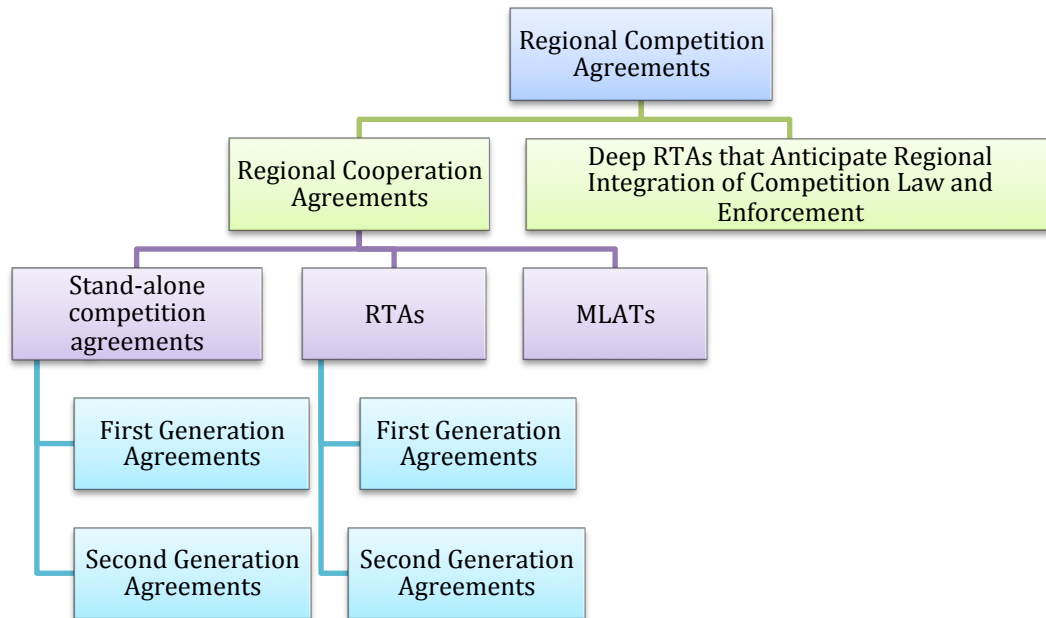 Regional Competition
Agreements
Regional Cooperation
Agreements
Deep RTAs that Anticipate Regional
Integration of Competition Law and
Enforcement
Stand-alone
competition
agreements
RTAs
MLATs
First Generation
Agreements
First Generation
Agreements
Second Generation
Agreements
Second Generation
Agreements